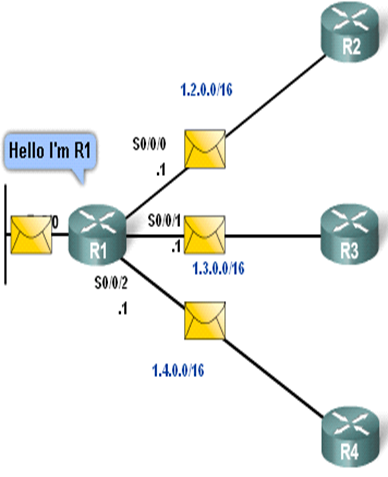 R2
1.2.0.0/16
Hello I'm R1
S0/0/0
.1
S0/0/1
.1
R1
R3
1.3.0.0/16
S0/0/2
.1
1.4.0.0/16
R4